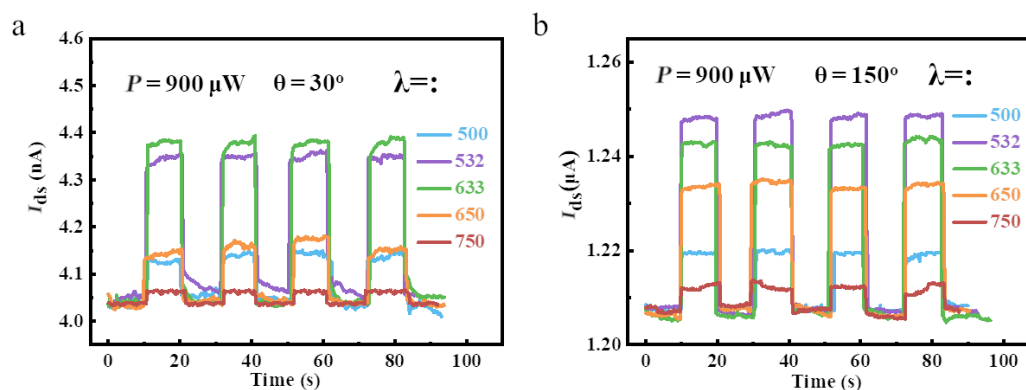 a
4.6
4.5
4.4
4.3
4.2
4.1
4.0
I_ds (nA)
P = 900 µW θ = 30° λ=:
500
532
633
650
750
0 20 40 60 80 100
Time (s)
b
1.26
1.24
1.22
1.20
I_ds(µA)
P = 900 µW θ = 150° λ=:
500
532
633
650
750
0 20 40 60 80 100
Time (s)